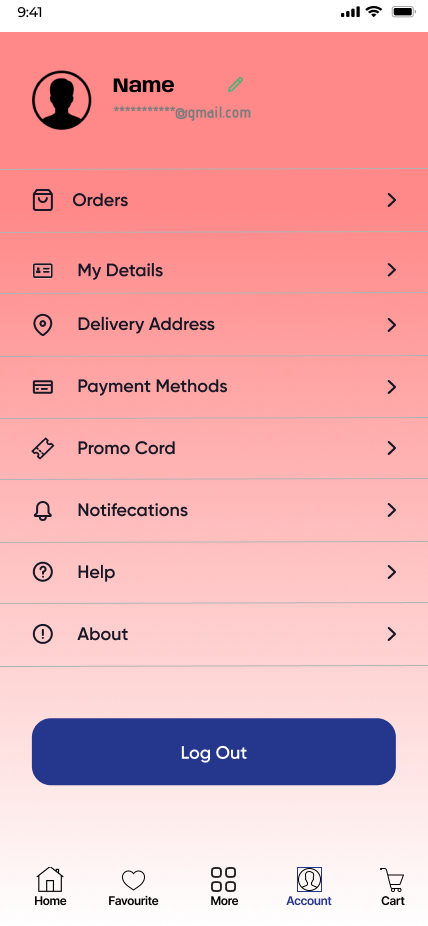 9:41
Name
***********@gmail.com
Orders
My Details
Delivery Address
Payment Methods
Promo Cord
Notifecations
Help
About
Log Out
Home Favourite More Account Cart